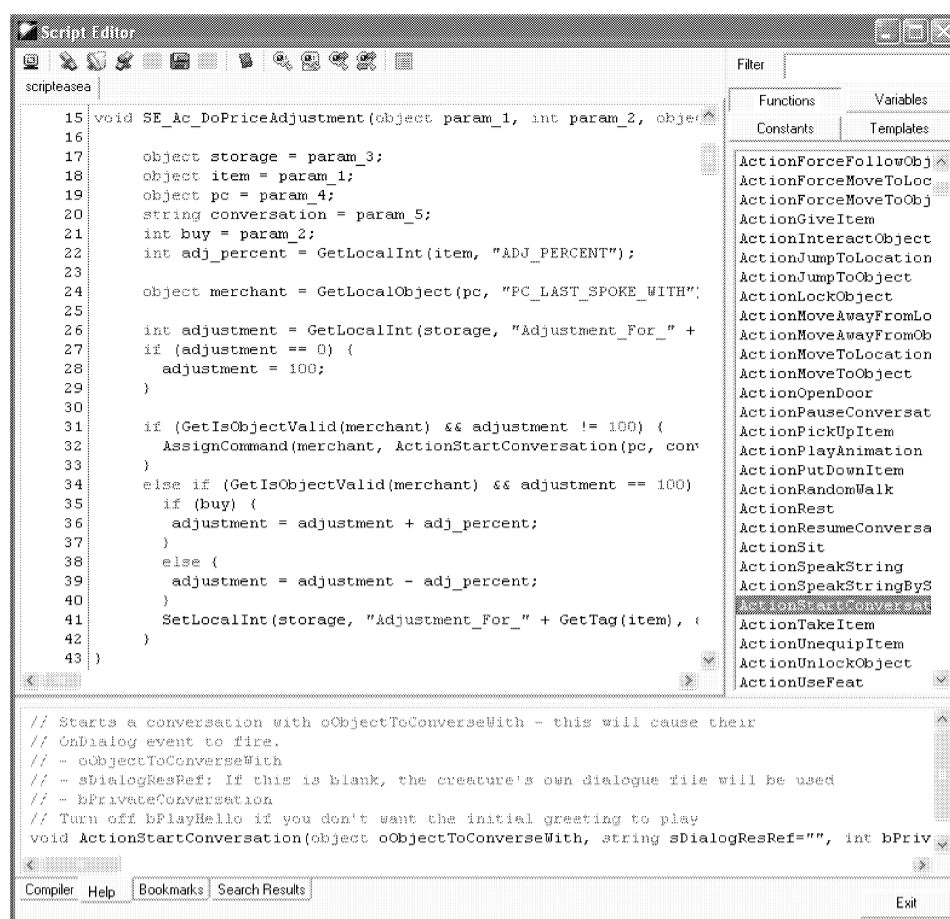 Script Editor
scripteasea
15 void SE_Ac_DoPriceAdjustment(object param_1, int param_2, obje
16
17 object storage = param_3;
18 object item = param_1;
19 object pc = param_4;
20 string conversation = param_5;
21 int buy = param_2;
22 int adj_percent = GetLocalInt(item, "ADJ_PERCENT");
23
24 object merchant = GetLocalObject(pc, "PC_LAST_SPOKE_WITH")
25
26 int adjustment = GetLocalInt(storage, "Adjustment_For_" +
27 if (adjustment == 0) {
28 adjustment = 100;
29 }
30
31 if (GetIsObjectValid(merchant) && adjustment != 100) {
32 AssignCommand(merchant, ActionStartConversation(pc, con
33 }
34 else if (GetIsObjectValid(merchant) && adjustment == 100)
35 if (buy) {
36 adjustment = adjustment + adj_percent;
37 }
38 else {
39 adjustment = adjustment - adj_percent;
40 }
41 SetLocalInt(storage, "Adjustment_For_" + GetTag(item),
42 }
43 }
Filter
Functions
Variables
Constants
Templates
ActionForceFollowObj
ActionForceMoveToLoc
ActionForceMoveToObj
ActionGiveItem
ActionInteractObject
ActionJumpToLocation
ActionJumpToObject
ActionLockObject
ActionMoveAwayFromLo
ActionMoveAwayFromOb
ActionMoveToLocation
ActionMoveToObject
ActionOpenDoor
ActionPauseConversat
ActionPickUpItem
ActionPlayAnimation
ActionPutDownItem
ActionRandomWalk
ActionRest
ActionResumeConversa
ActionSit
ActionSpeakString
ActionSpeakStringByS
ActionStartConversat
ActionTakeItem
ActionUnequipItem
ActionUnlockObject
ActionUseFeat
// Starts a conversation with oObjectToConverseWith - this will cause their
// OnDialog event to fire.
// - oObjectToConverseWith
// - sDialogResRef: If this is blank, the creature's own dialogue file will be used
// - bPrivateConversation
// Turn off bPlayHello if you don't want the initial greeting to play
void ActionStartConversation(object oObjectToConverseWith, string sDialogResRef="", int bPriv
Compiler Help Bookmarks Search Results
Exit